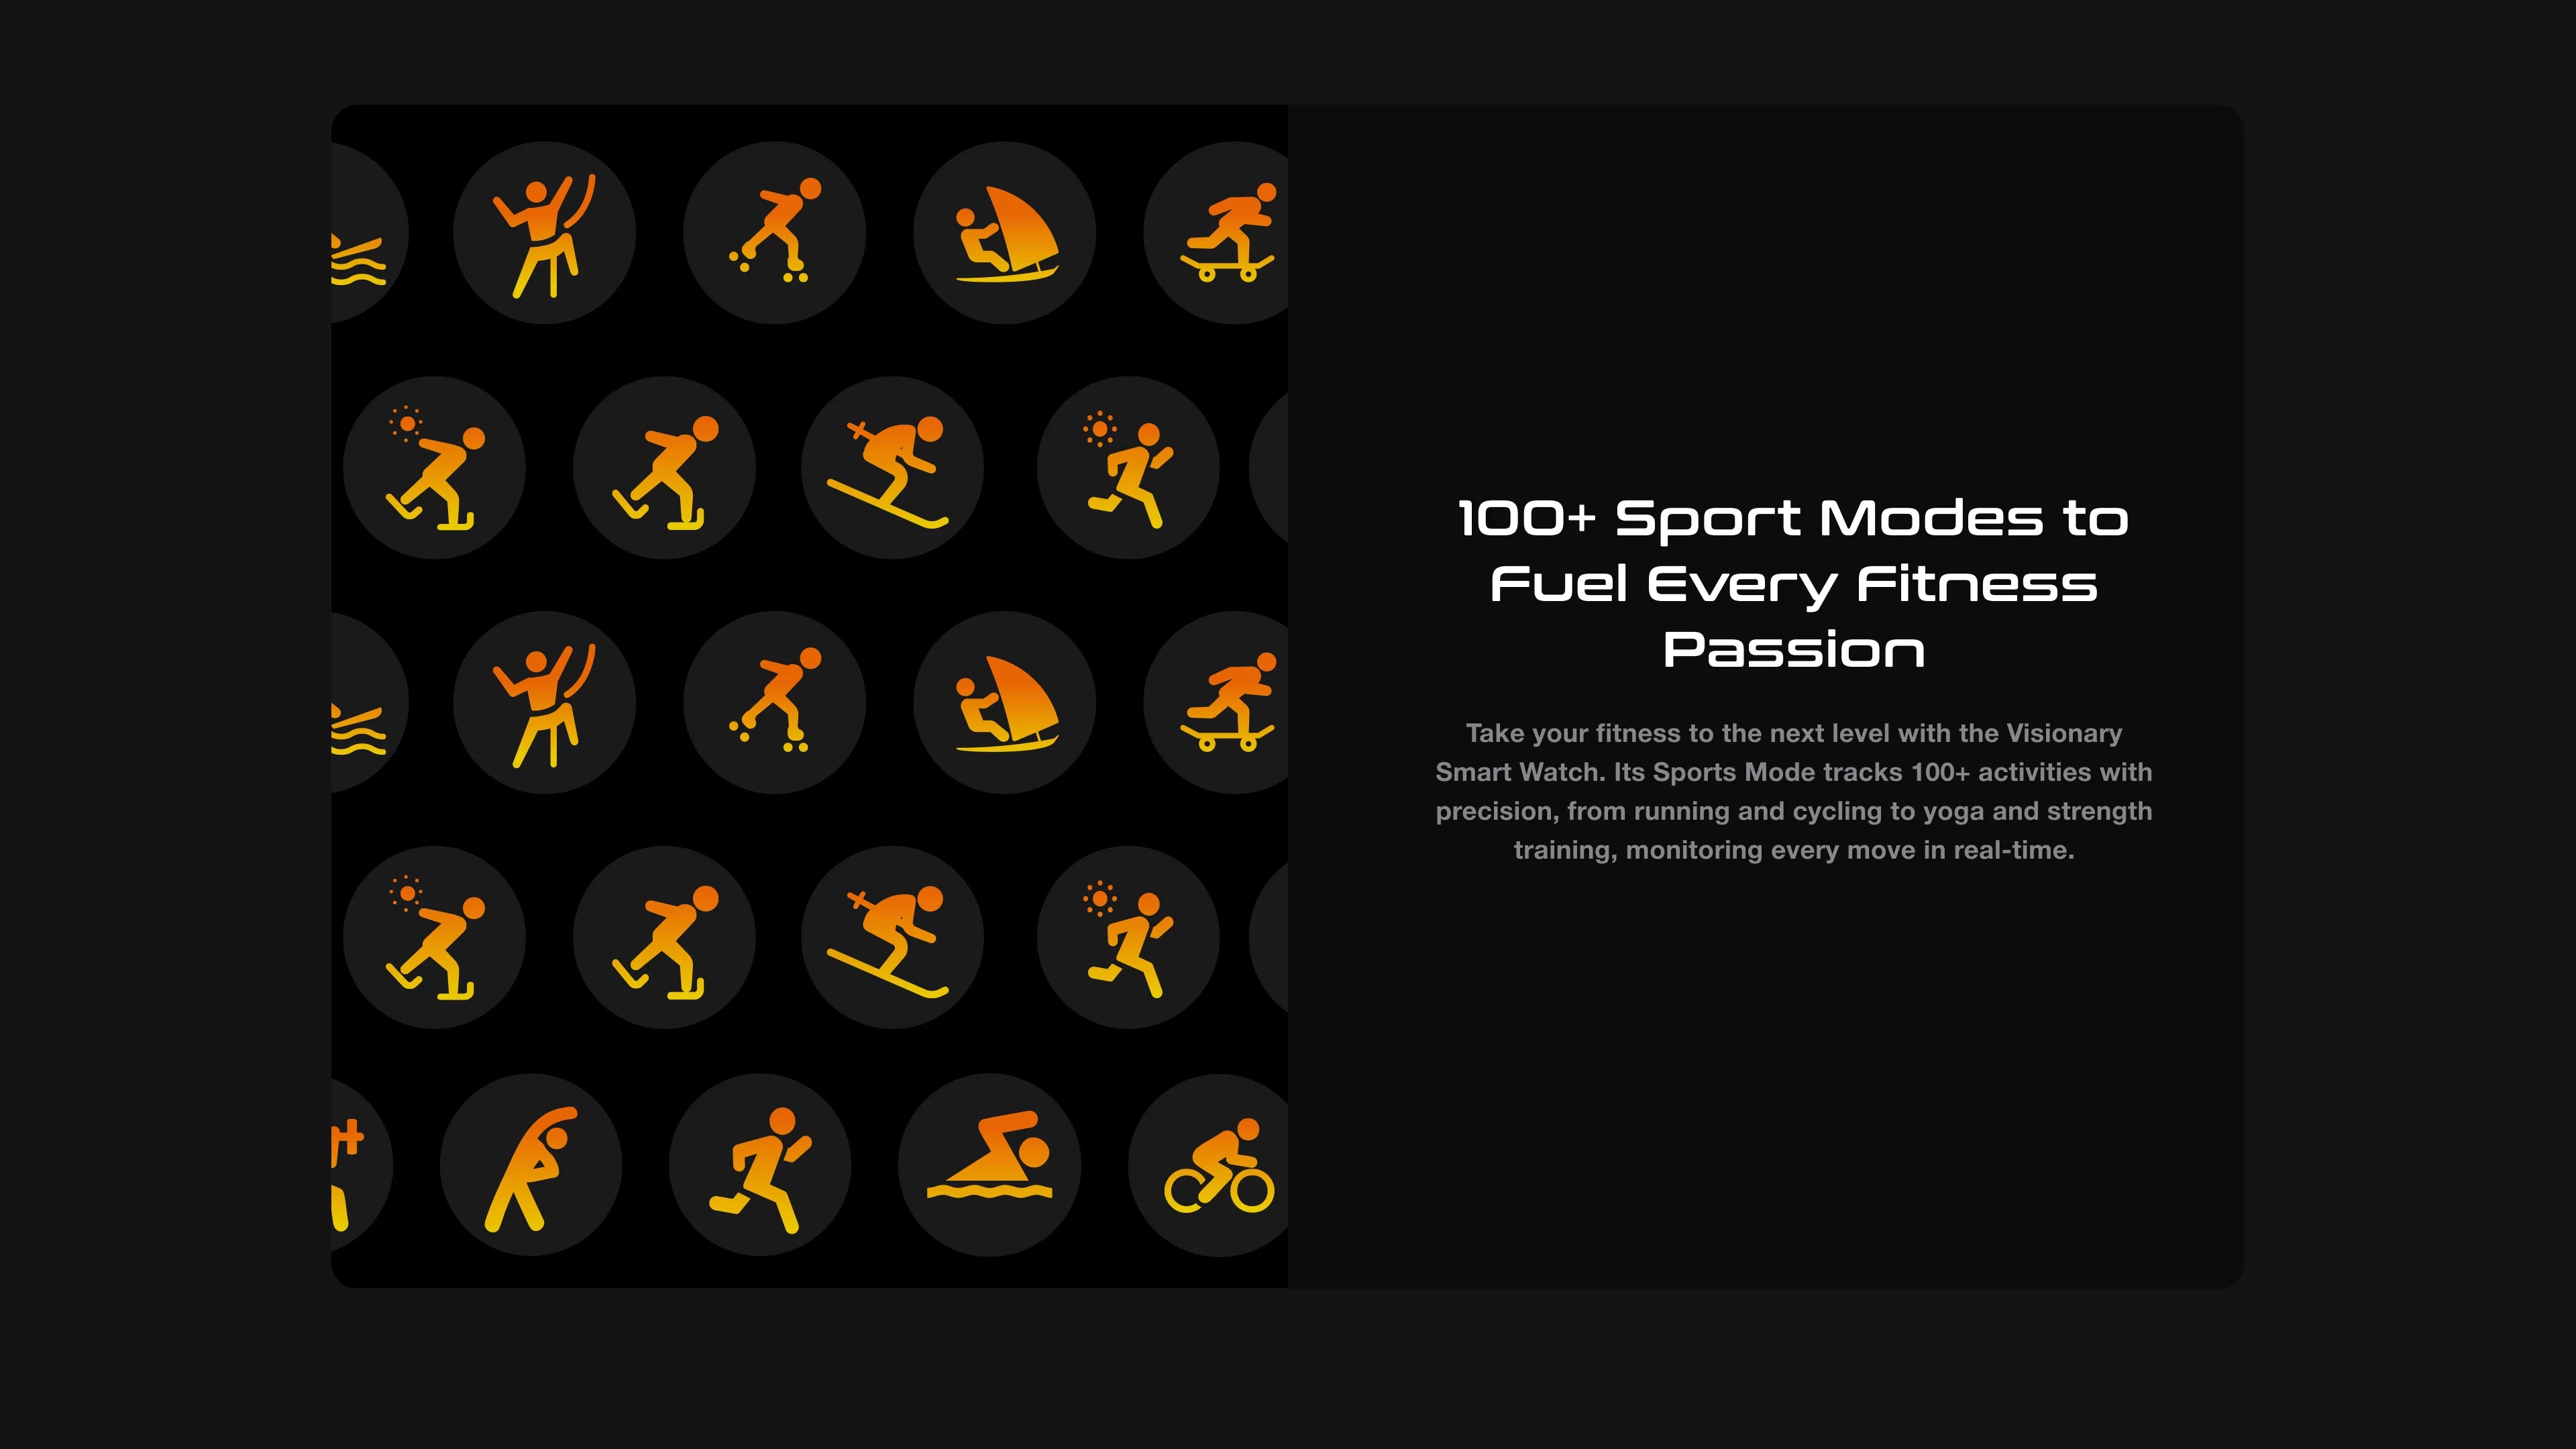 100+ Sport Modes to
Fuel Every Fitness
Passion
Take your fitness to the next level with the Visionary
Smart Watch. Its Sports Mode tracks 100+ activities with
precision, from running and cycling to yoga and strength
training, monitoring every move in real-time.